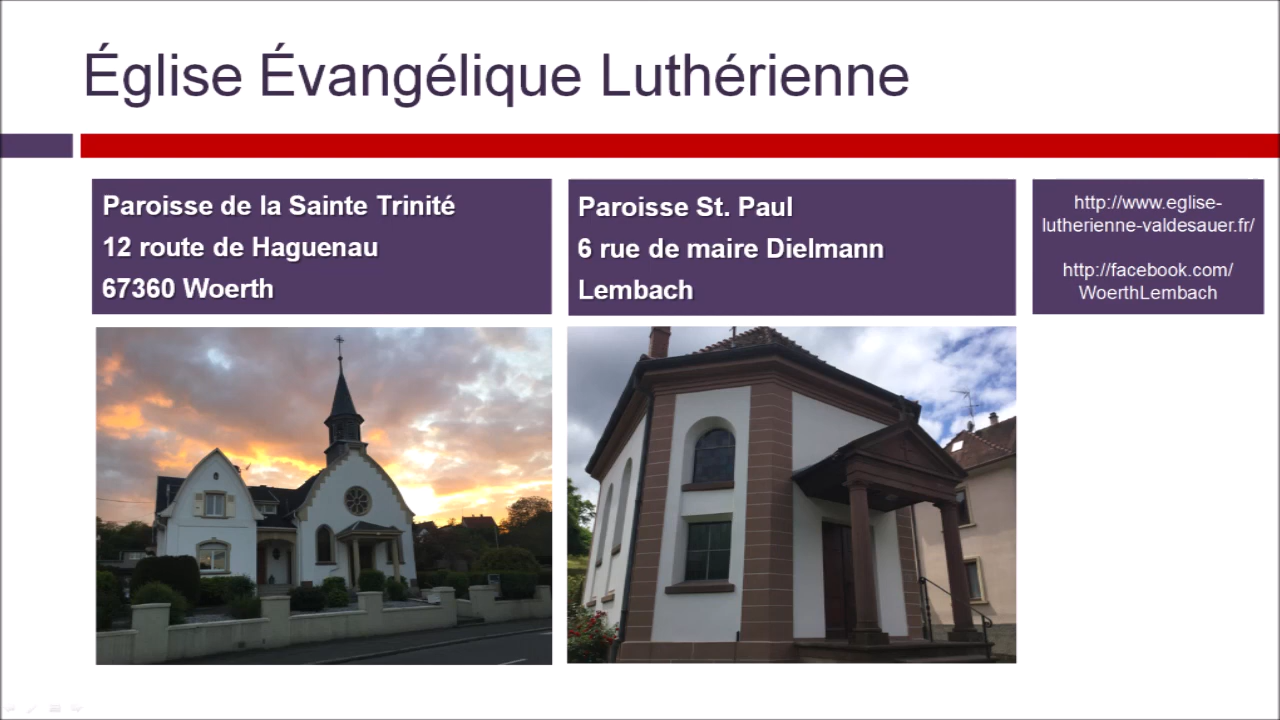 Église Évangélique Luthérienne
Paroisse de la Sainte Trinité
12 route de Haguenau
67360 Woerth
Paroisse St. Paul
6 rue de maire Dielmann
Lembach
http://www.eglise-
lutherienne-valdesauer.fr/
http://facebook.com/
WoerthLembach